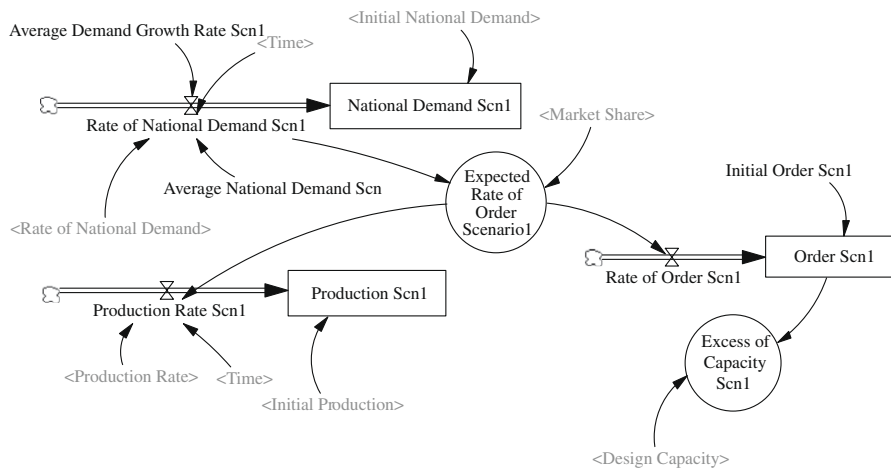 Average Demand Growth Rate Scn1
<Time>
<Initial National Demand>
National Demand Scn1
Rate of National Demand Scn1
<Market Share>
Average National Demand Scn
Expected
Rate of
Order
Scenario1
Initial Order Scn1
<Rate of National Demand>
Order Scn1
Rate of Order Scn1
Production Scn1
Production Rate Scn1
Excess of
Capacity
Scn1
<Production Rate>
<Time>
<Initial Production>
<Design Capacity>